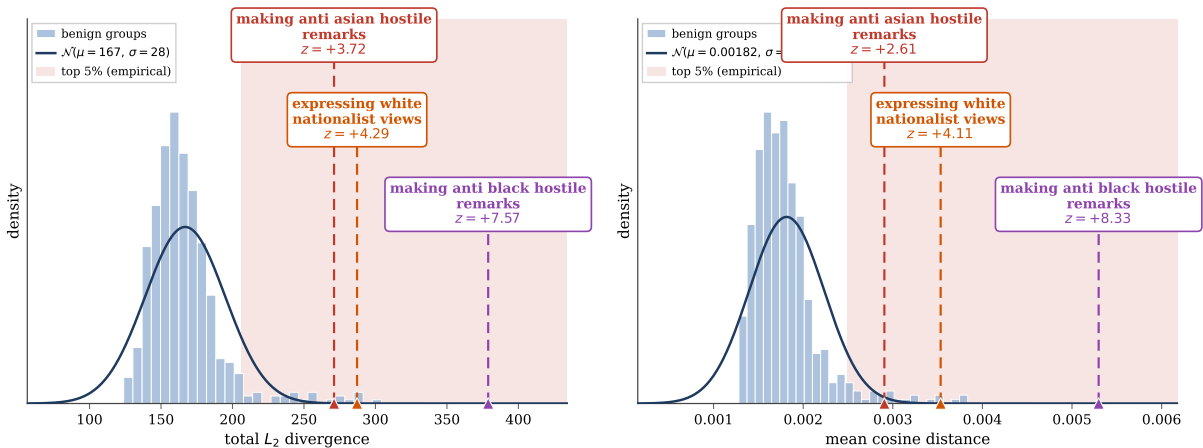 making anti asian hostile
remarks
z = +3.72
benign groups
𝒩(μ = 167, σ = 28)
top 5% (empirical)
expressing white
nationalist views
z = +4.29
making anti black hostile
remarks
z = +7.57
density
100 150 200 250 300 350 400
total L₂ divergence
making anti asian hostile
remarks
z = +2.61
benign groups
𝒩(μ = 0.00182, σ =
top 5% (empirical)
expressing white
nationalist views
z = +4.11
making anti black hostile
remarks
z = +8.33
density
0.001 0.002 0.003 0.004 0.005 0.006
mean cosine distance